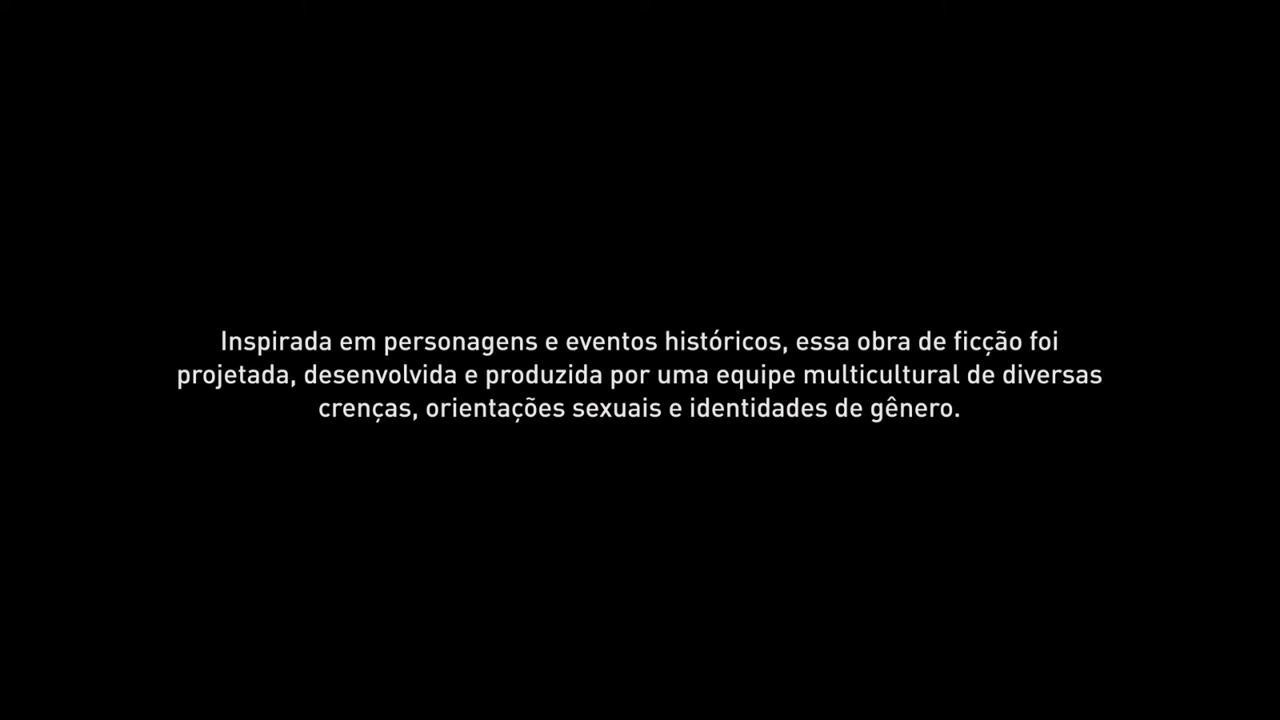 Inspirada em personagens e eventos históricos, essa obra de ficção foi
projetada, desenvolvida e produzida por uma equipe multicultural de diversas
crenças, orientações sexuais e identidades de gênero.